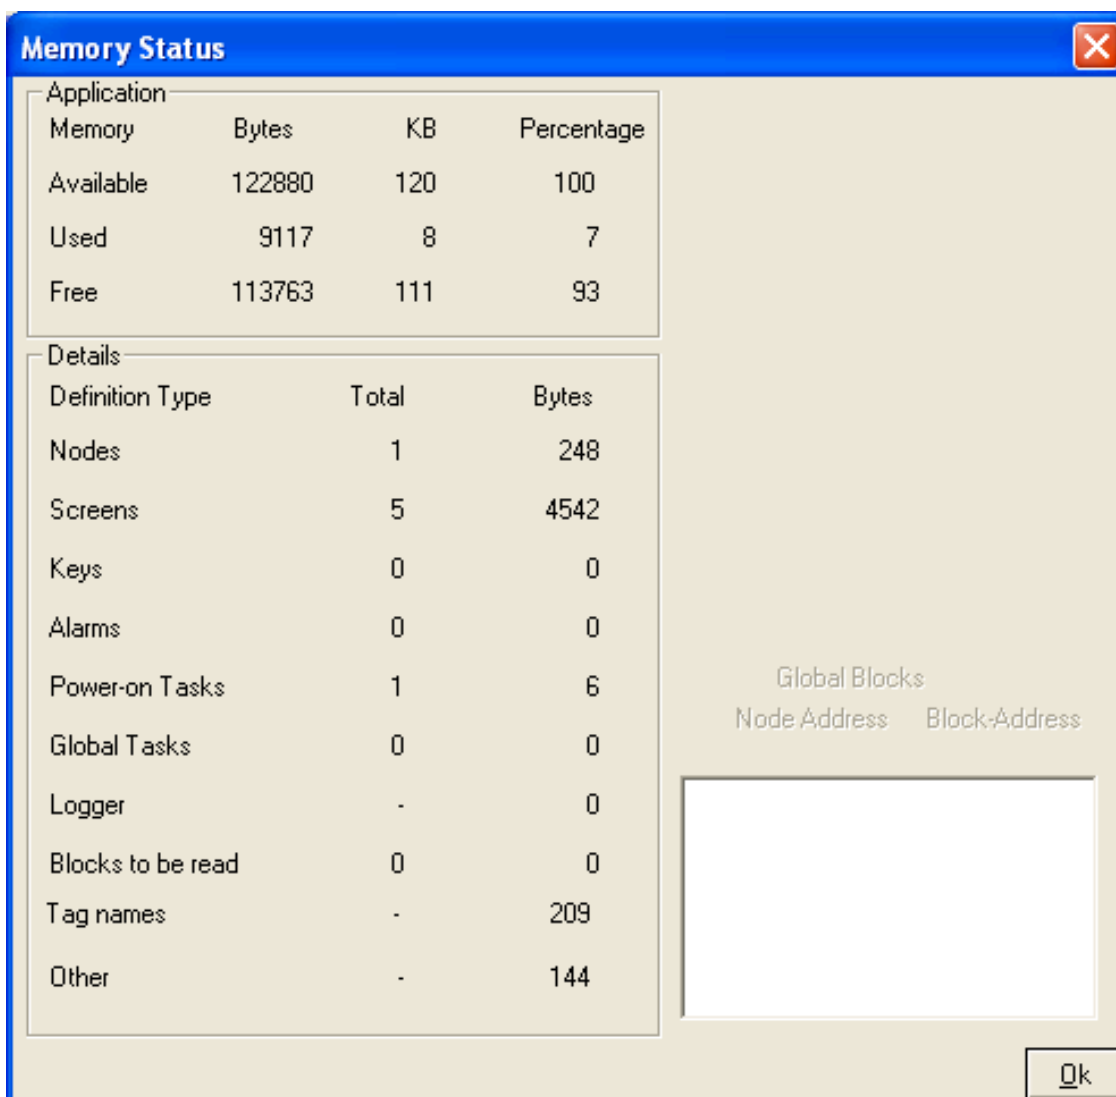 Memory Status
Application
Memory Bytes KB Percentage
Available 122880 120 100
Used 9117 8 7
Free 113763 111 93
Details
Definition Type Total Bytes
Nodes 1 248
Screens 5 4542
Keys 0 0
Alarms 0 0
Power-on Tasks 1 6
Global Tasks 0 0
Logger - 0
Blocks to be read 0 0
Tag names - 209
Other - 144
Global Blocks
Node Address Block-Address
Ok